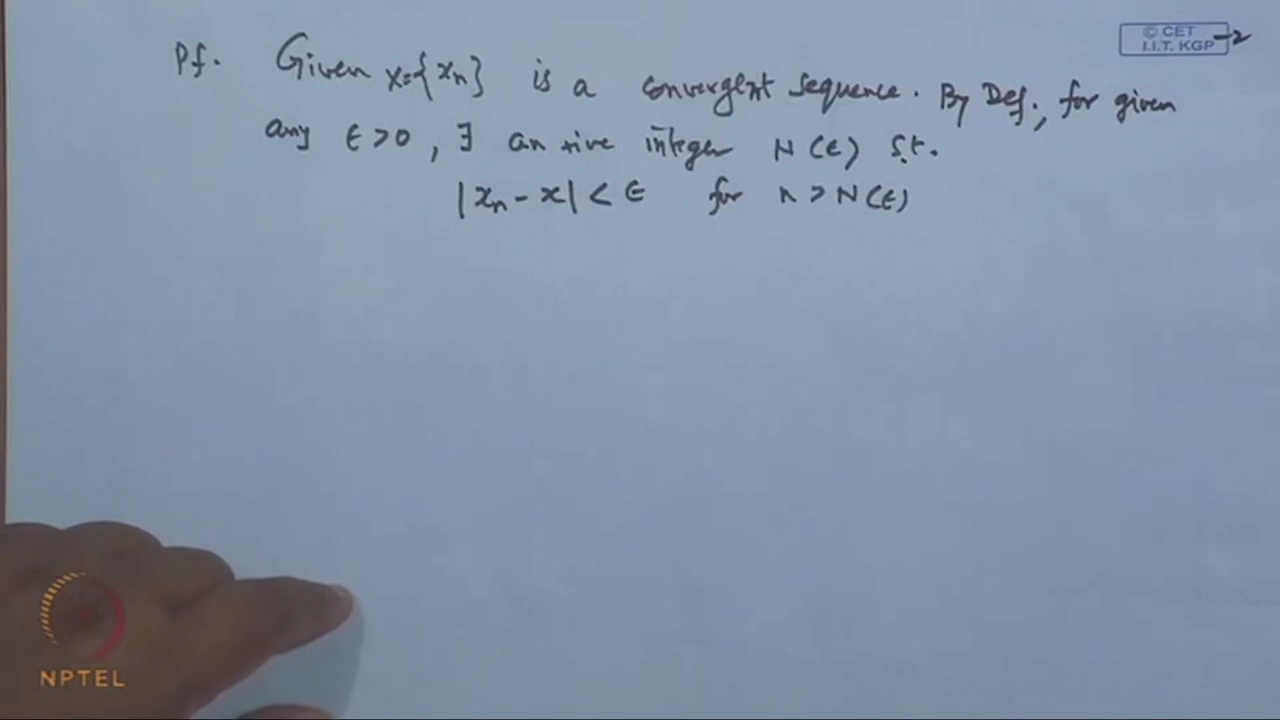 © CET
I.I.T. KGP -2
Pf. Given X={xn} is a convergent sequence. By Def., for given
any ε>0, ∃ an +ive integer N(ε) s.t.
|xn - x| < ε for n > N(ε)
NPTEL